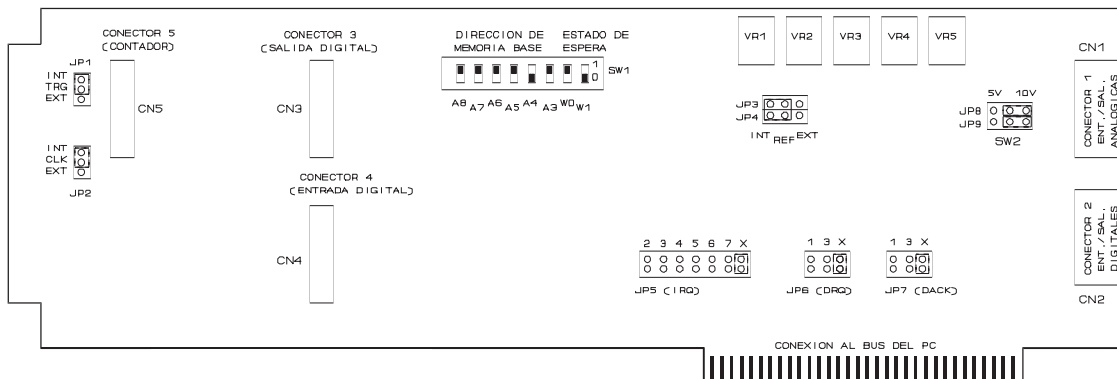 CONECTOR 5
(CONTADOR)
CONECTOR 3
(SALIDA DIGITAL)
DIRECCION DE
MEMORIA BASE
ESTADO DE
ESPERA
VR1
VR2
VR3
VR4
VR5
CN1
JP1
INT
TRG
EXT
CN5
CN3
1
0
SW1
A8
A7
A6
A5
A4
A3
W0
W1
JP3
JP4
INT REF EXT
5V 10V
JP8
JP9
SW2
CONECTOR 1
ENT./SAL.
ANALOGICAS
INT
CLK
EXT
JP2
CONECTOR 4
(ENTRADA DIGITAL)
CN4
2 3 4 5 6 7 X
JP5 (IRQ)
1 3 X
JP6 (DRQ)
1 3 X
JP7 (DACK)
CONECTOR 2
ENT./SAL.
DIGITALES
CN2
CONEXION AL BUS DEL PC